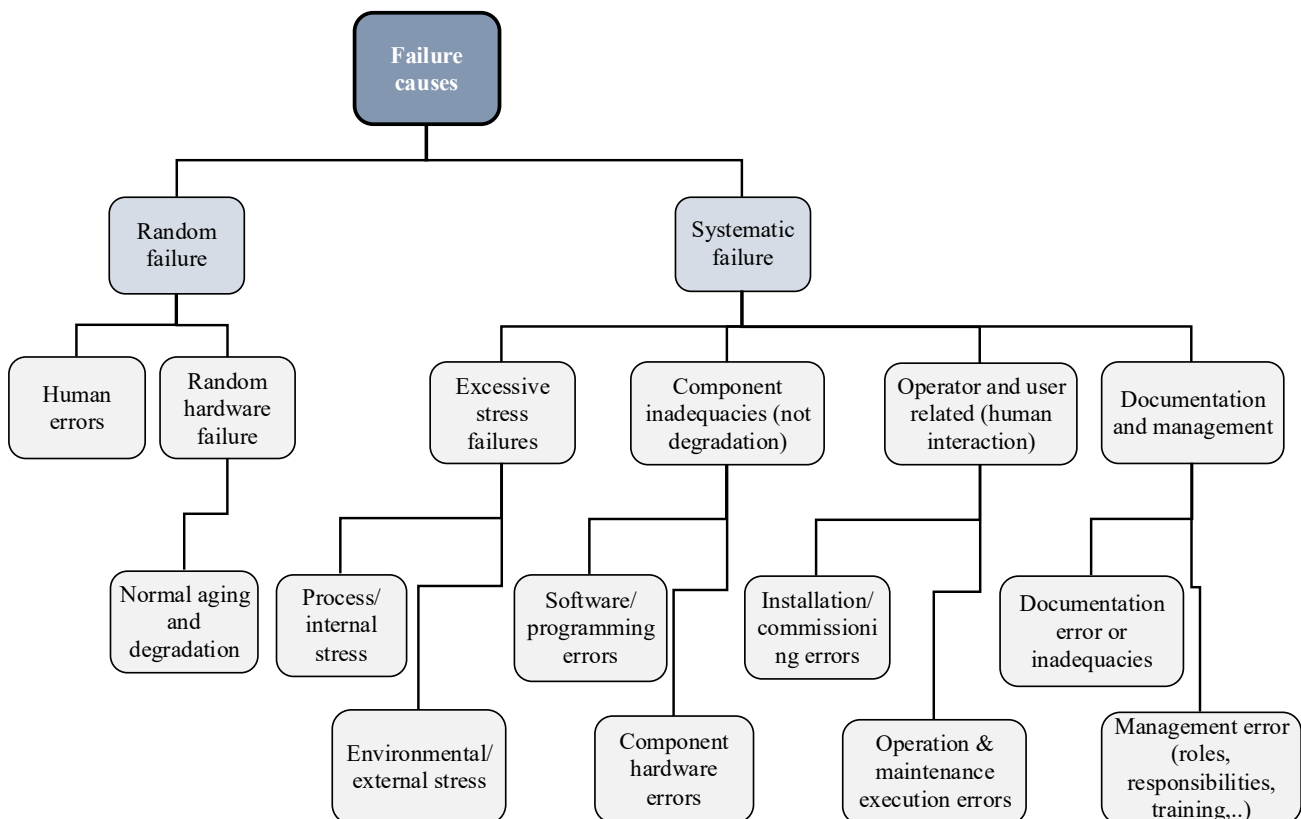 Failure
causes
Random
failure
Systematic
failure
Human
errors
Random
hardware
failure
Excessive
stress
failures
Component
inadequacies (not
degradation)
Operator and user
related (human
interaction)
Documentation
and management
Normal aging
and
degradation
Process/
internal
stress
Software/
programming
errors
Installation/
commissioni
ng errors
Documentation
error or
inadequacies
Environmental/
external stress
Component
hardware
errors
Operation &
maintenance
execution errors
Management error
(roles,
responsibilities,
training,..)